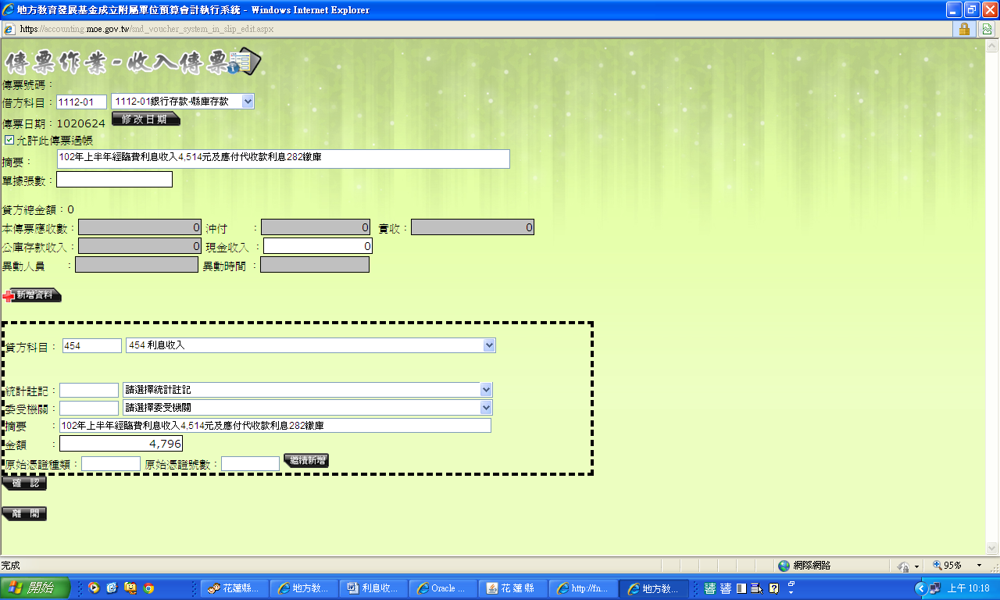 地方教育發展基金成立附屬單位預算會計執行系統 - Windows Internet Explorer
https://accounting.moe.gov.tw/snd_voucher_system_in_slip_edit.aspx
傳票作業-收入傳票
傳票號碼：
借方科目：1112-01 1112-01銀行存款-縣庫存款
傳票日期：1020624 修改日期
允許此傳票過帳
摘要： 102年上半年經臨費利息收入4,514元及應付代收款利息282繳庫
單據張數：
貸方總金額：0
本傳票應收數：0 沖付 ：0 實收：0
公庫存款收入：0 現金收入 ：0
異動人員 ： 異動時間 ：
新增資料
貸方科目： 454 454 利息收入
統計註記： 請選擇統計註記
委受機關： 請選擇委受機關
摘要 ：102年上半年經臨費利息收入4,514元及應付代收款利息282繳庫
金額 ：4,796
原始憑證種類： 原始憑證號數： 繼續新增
確 認
離 開
完成 網際網路 95%
開始 花蓮縣... 地方教... 利息收... Oracle ... 花 蓮 縣 http://fn... 地方教... 上午 10:18